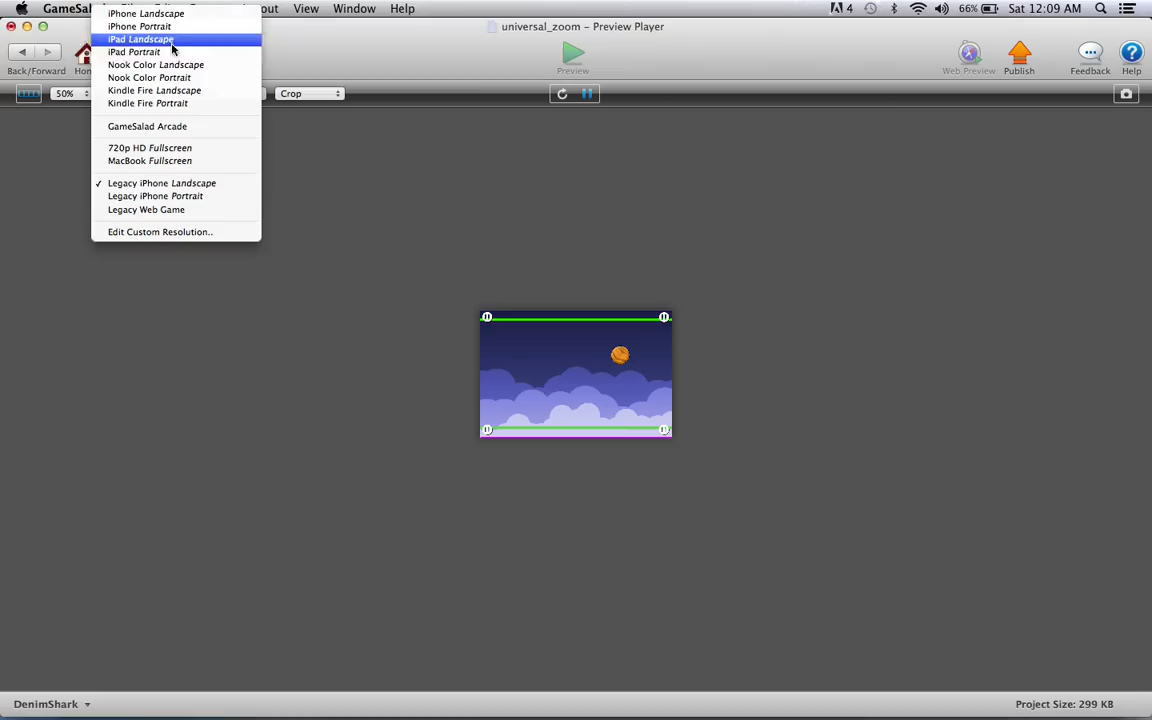 GameSala
out View Window Help
4 66% Sat 12:09 AM
universal_zoom – Preview Player
Back/Forward Hom Preview Web Preview Publish Feedback Help
50% Crop
iPhone Landscape
iPhone Portrait
iPad Landscape
iPad Portrait
Nook Color Landscape
Nook Color Portrait
Kindle Fire Landscape
Kindle Fire Portrait
GameSalad Arcade
720p HD Fullscreen
MacBook Fullscreen
✓ Legacy iPhone Landscape
Legacy iPhone Portrait
Legacy Web Game
Edit Custom Resolution..
DenimShark
Project Size: 299 KB